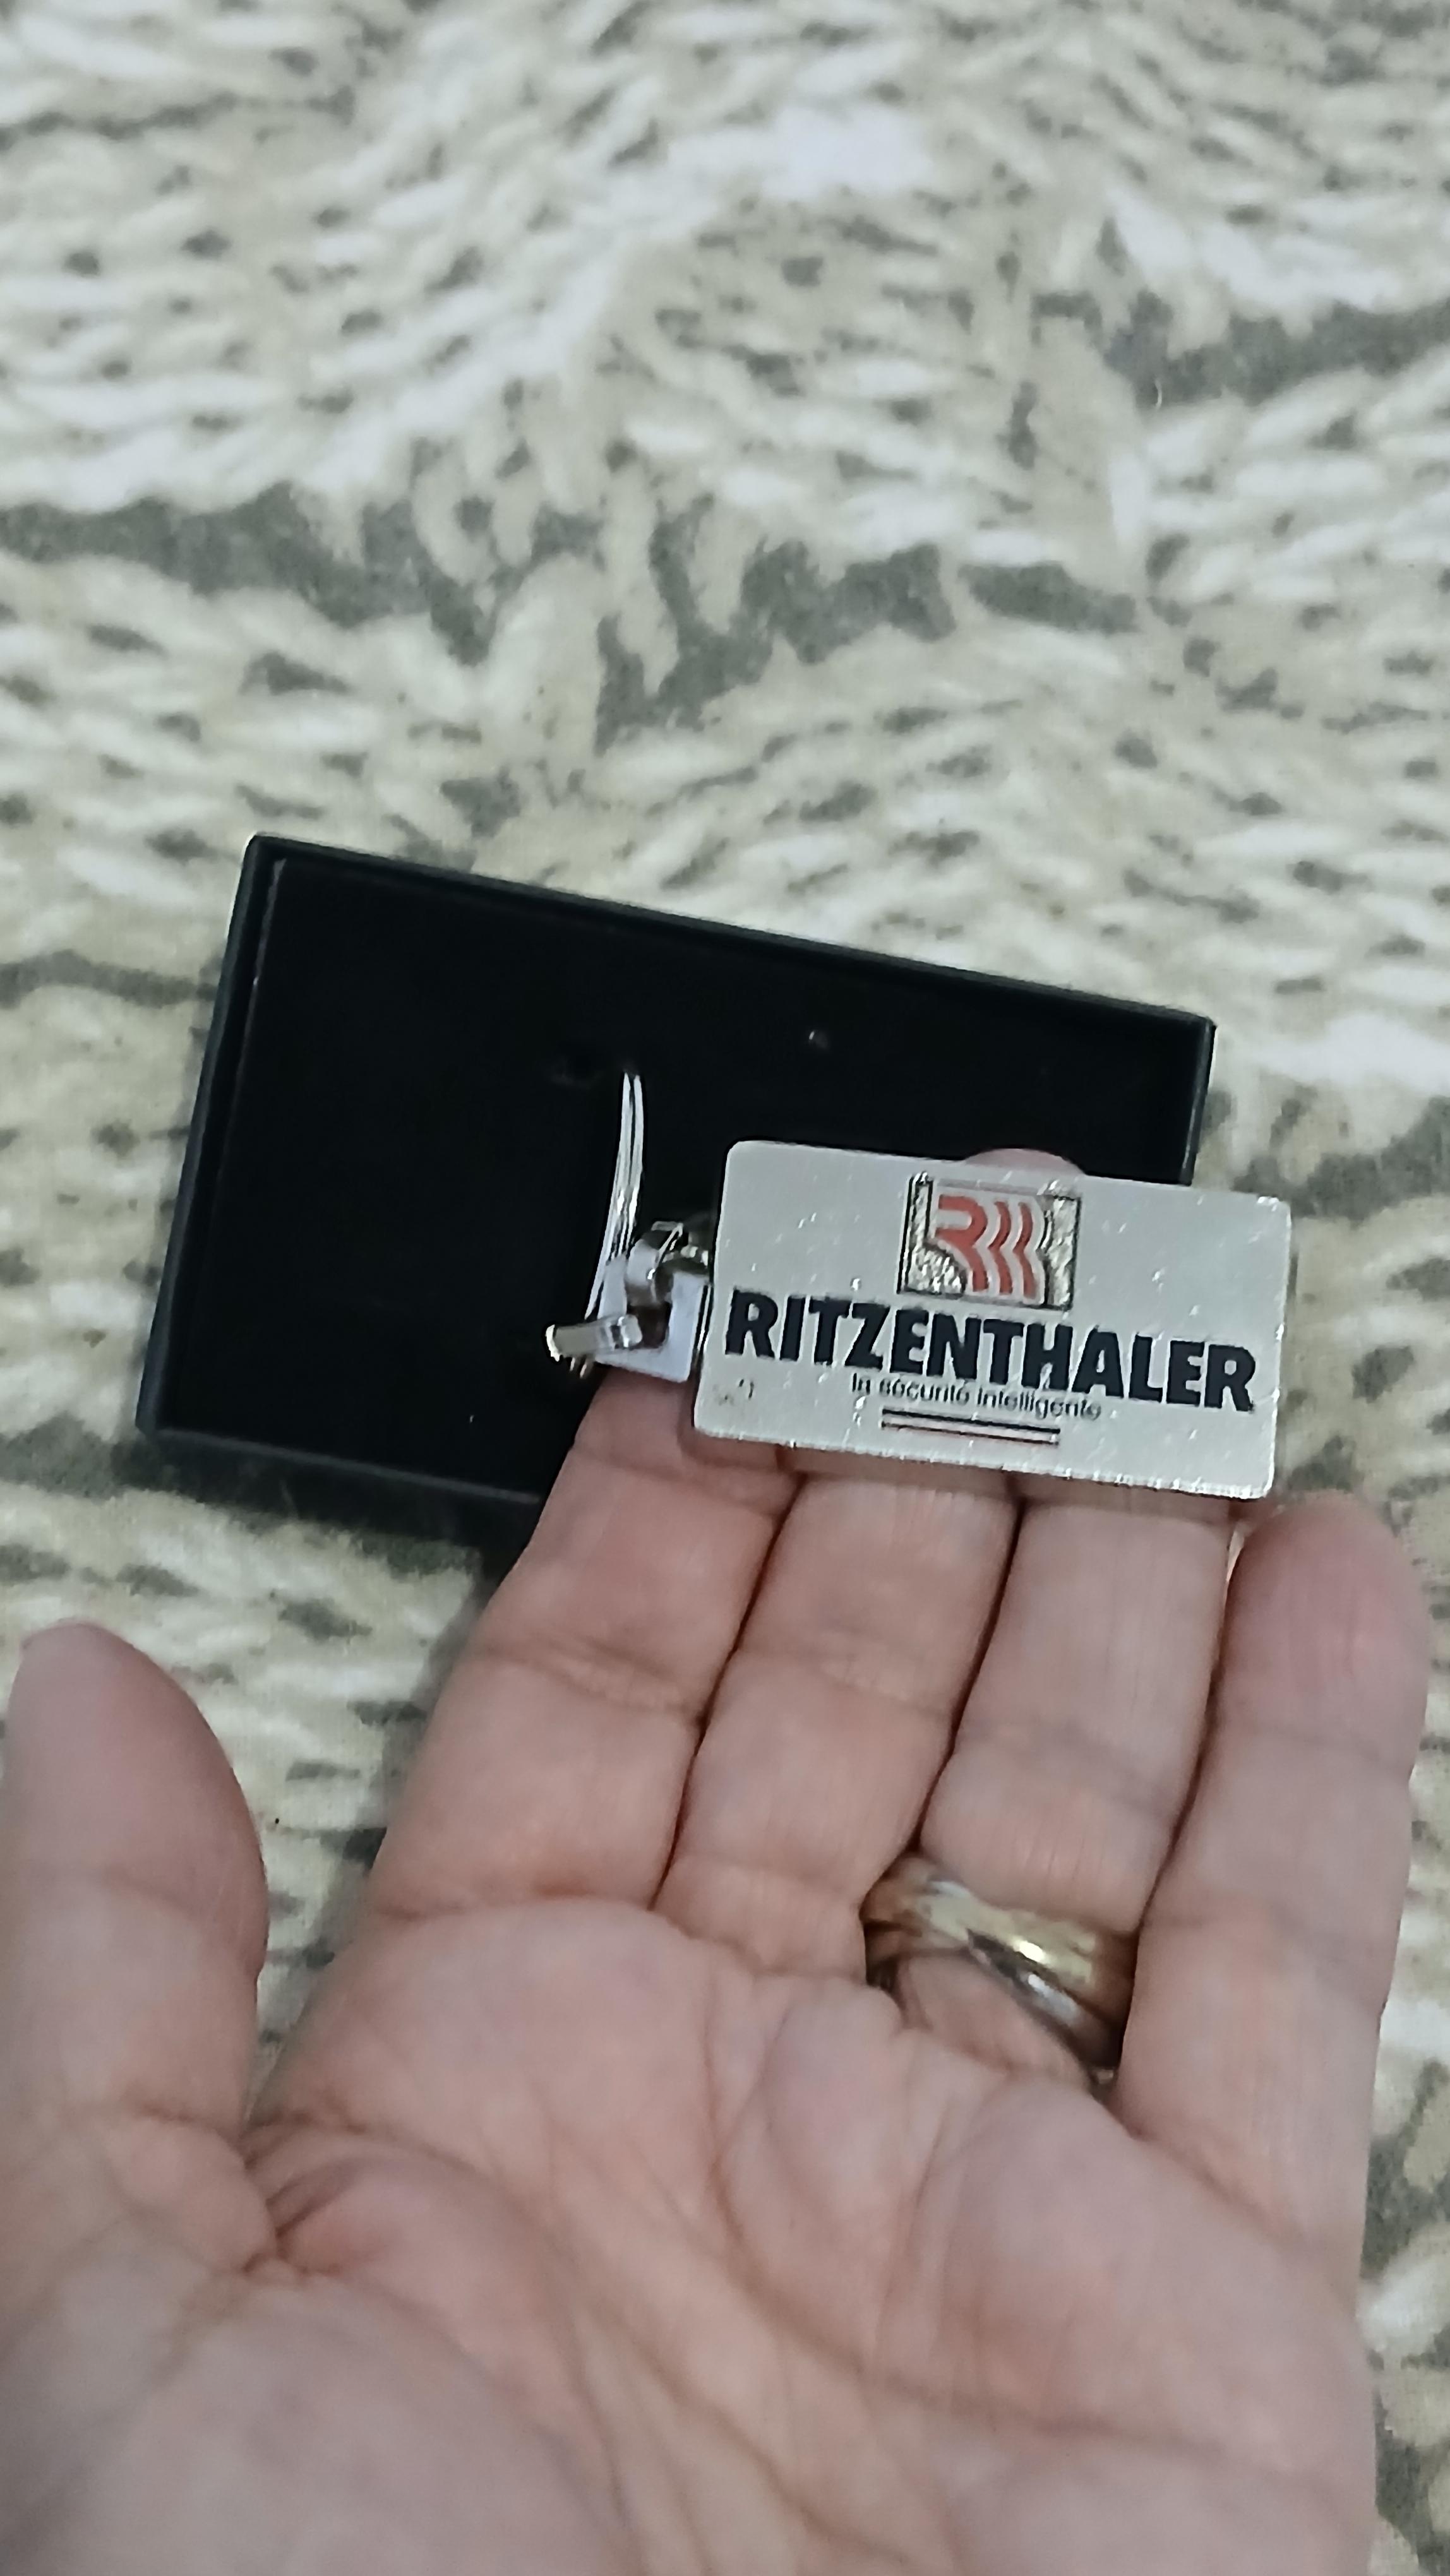 R
RITZENTHALER
la sécurité intelligente